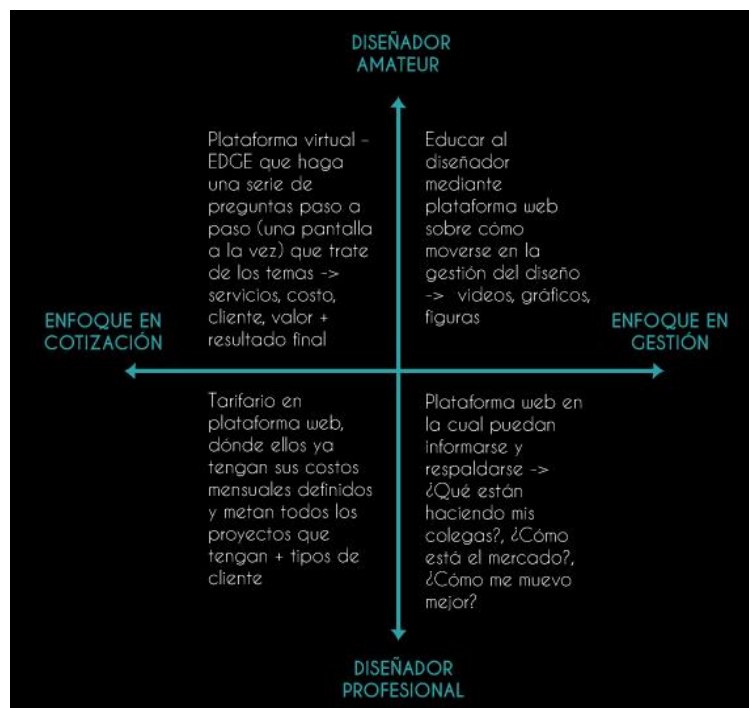 DISEÑADOR
AMATEUR
Plataforma virtual –
EDGE que haga
una serie de
preguntas paso a
paso (una pantalla
a la vez) que trate
de los temas ->
servicios, costo,
cliente, valor +
resultado final
Educar al
diseñador
mediante
plataforma web
sobre cómo
moverse en la
gestión del diseño
-> videos, gráficos,
figuras
ENFOQUE EN
COTIZACIÓN
ENFOQUE EN
GESTIÓN
Tarifario en
plataforma web,
dónde ellos ya
tengan sus costos
mensuales definidos
y metan todos los
proyectos que
tengan + tipos de
cliente
Plataforma web en
la cual puedan
informarse y
respaldarse ->
¿Qué están
haciendo mis
colegas?, ¿Cómo
está el mercado?,
¿Cómo me muevo
mejor?
DISEÑADOR
PROFESIONAL